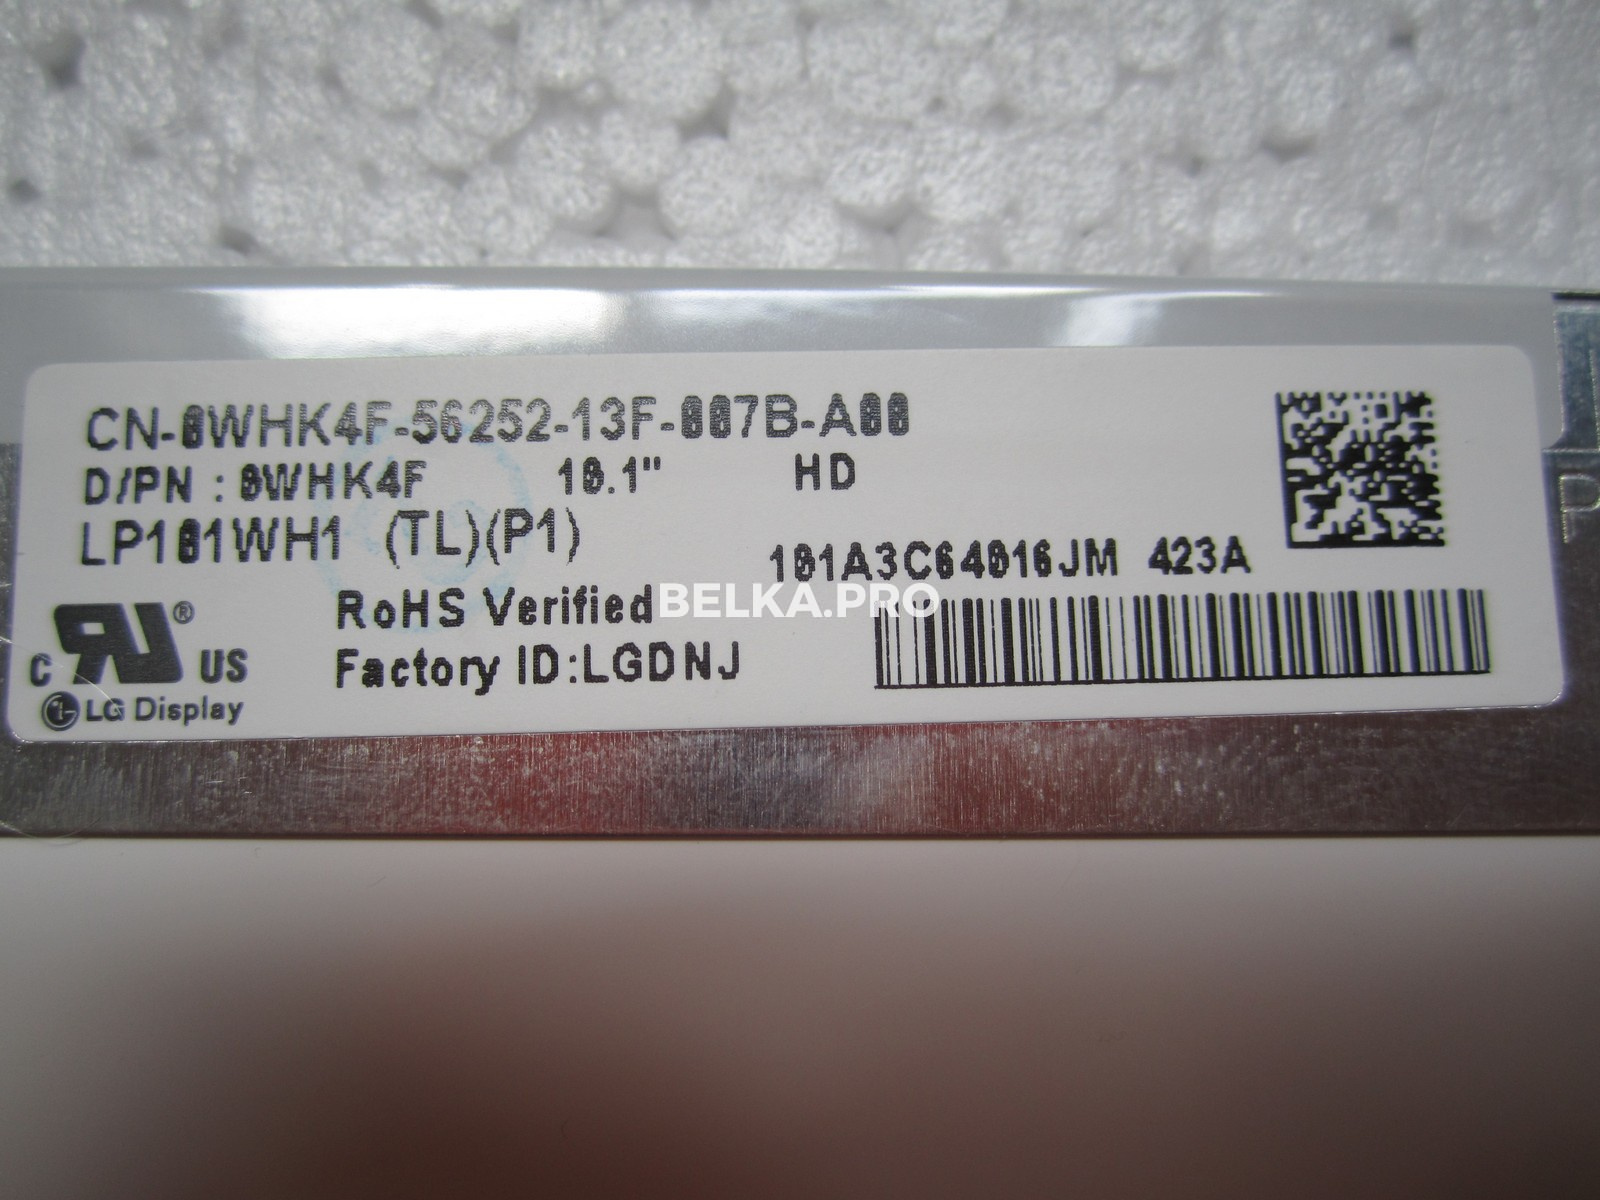 CN-0WHK4F-56252-13F-007B-A00
D/PN : 0WHK4F 10.1" HD
LP101WH1 (TL)(P1)
101A3C64016JM 423A
RoHS Verified
BELKA.PRO
Factory ID:LGDNJ
C RU ® US
LG Display
P